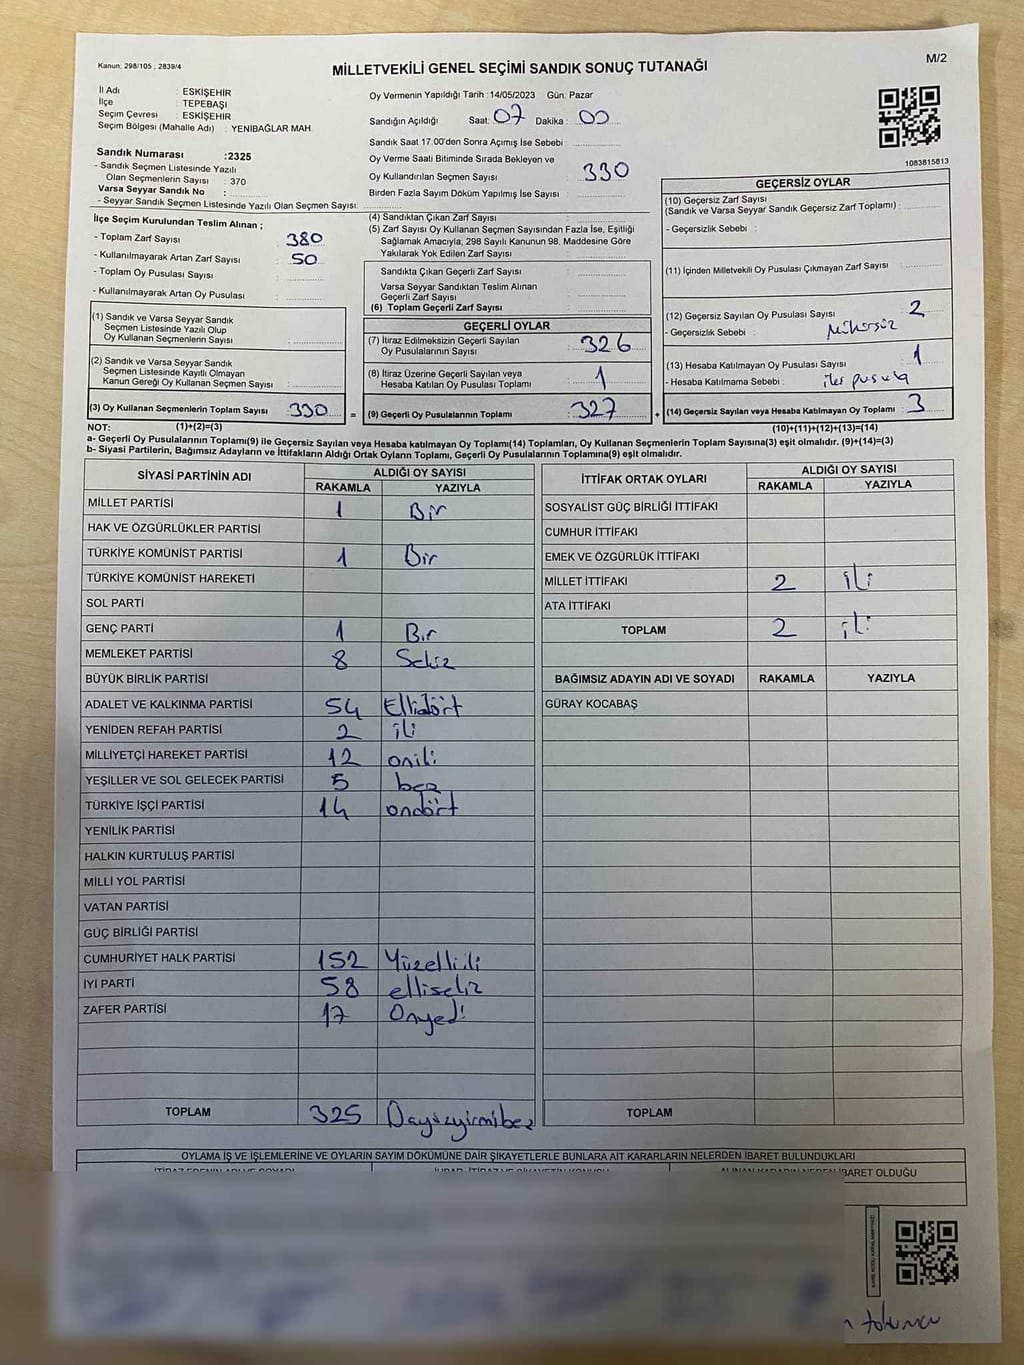 Kanun: 298/105 , 2839/4
MİLLETVEKİLİ GENEL SEÇİMİ SANDIK SONUÇ TUTANAĞI
M/2
İl Adı : ESKİŞEHİR
İlçe : TEPEBAŞI
Seçim Çevresi : ESKİŞEHİR
Seçim Bölgesi (Mahalle Adı) : YENİBAĞLAR MAH.
Sandık Numarası :2325
- Sandık Seçmen Listesinde Yazılı
Olan Seçmenlerin Sayısı : 370
Varsa Seyyar Sandık No :
- Seyyar Sandık Seçmen Listesinde Yazılı Olan Seçmen Sayısı:
Oy Vermenin Yapıldığı Tarih : 14/05/2023 Gün: Pazar
Sandığın Açıldığı Saat: 07 Dakika : 00
Sandık Saat 17:00'den Sonra Açımış İse Sebebi :
Oy Verme Saati Bitiminde Sırada Bekleyen ve
Oy Kullandırılan Seçmen Sayısı : 330
Birden Fazla Sayım Döküm Yapılmış İse Sayısı :
1083815813
İlçe Seçim Kurulundan Teslim Alınan ;
- Toplam Zarf Sayısı : 380
- Kullanılmayarak Artan Zarf Sayısı : 50
- Toplam Oy Pusulası Sayısı :
- Kullanılmayarak Artan Oy Pusulası :
(4) Sandıktan Çıkan Zarf Sayısı :
(5) Zarf Sayısı Oy Kullanan Seçmen Sayısından Fazla İse, Eşitliği
Sağlamak Amacıyla; 298 Sayılı Kanunun 98. Maddesine Göre
Yakılarak Yok Edilen Zarf Sayısı :
Sandıkta Çıkan Geçerli Zarf Sayısı :
Varsa Seyyar Sandıktan Teslim Alınan
Geçerli Zarf Sayısı :
(6) Toplam Geçerli Zarf Sayısı :
GEÇERSİZ OYLAR
(10) Geçersiz Zarf Sayısı
(Sandık ve Varsa Seyyar Sandık Geçersiz Zarf Toplamı) :
- Geçersizlik Sebebi :
(11) İçinden Milletvekili Oy Pusulası Çıkmayan Zarf Sayısı :
(12) Geçersiz Sayılan Oy Pusulası Sayısı : 2
- Geçersizlik Sebebi : Mühürsüz
(13) Hesaba Katılmayan Oy Pusulası Sayısı : 1
- Hesaba Katılmama Sebebi : pusula
(14) Geçersiz Sayılan veya Hesaba Katılmayan Oy Toplamı : 3
(1) Sandık ve Varsa Seyyar Sandık
Seçmen Listesinde Yazılı Olup
Oy Kullanan Seçmenlerin Sayısı :
(2) Sandık ve Varsa Seyyar Sandık
Seçmen Listesinde Kayıtlı Olmayan
Kanun Gereği Oy Kullanan Seçmen Sayısı :
(3) Oy Kullanan Seçmenlerin Toplam Sayısı : 330 =
GEÇERLİ OYLAR
(7) İtiraz Edilmeksizin Geçerli Sayılan
Oy Pusulalarının Sayısı : 326
(8) İtiraz Üzerine Geçerli Sayılan veya
Hesaba Katılan Oy Pusulası Toplamı : 1
(9) Geçerli Oy Pusulalarının Toplamı : 327 +
NOT: (1)+(2)=(3)
(10)+(11)+(12)+(13)=(14)
a- Geçerli Oy Pusulalarının Toplamı(9) ile Geçersiz Sayılan veya Hesaba katılmayan Oy Toplamı(14) Toplamları, Oy Kullanan Seçmenlerin Toplam Sayısına(3) eşit olmalıdır. (9)+(14)=(3)
b- Siyasi Partilerin, Bağımsız Adayların ve İttifakların Aldığı Ortak Oyların Toplamı, Geçerli Oy Pusulalarının Toplamına(9) eşit olmalıdır.
SİYASİ PARTİNİN ADI ALDIĞI OY SAYISI
RAKAMLA YAZIYLA
MİLLET PARTİSİ 1 Bir
HAK VE ÖZGÜRLÜKLER PARTİSİ
TÜRKİYE KOMÜNİST PARTİSİ 1 Bir
TÜRKİYE KOMÜNİST HAREKETİ
SOL PARTİ
GENÇ PARTİ 1 Bir
MEMLEKET PARTİSİ 8 Sekiz
BÜYÜK BİRLİK PARTİSİ
ADALET VE KALKINMA PARTİSİ 54 Ellidört
YENİDEN REFAH PARTİSİ 2 iki
MİLLİYETÇİ HAREKET PARTİSİ 12 oniki
YEŞİLLER VE SOL GELECEK PARTİSİ 5 beş
TÜRKİYE İŞÇİ PARTİSİ 14 ondört
YENİLİK PARTİSİ
HALKIN KURTULUŞ PARTİSİ
MİLLİ YOL PARTİSİ
VATAN PARTİSİ
GÜÇ BİRLİĞİ PARTİSİ
CUMHURİYET HALK PARTİSİ 152 Yüzelliiki
İYİ PARTİ 58 ellisekiz
ZAFER PARTİSİ 17 Onyedi
TOPLAM 325
İTTİFAK ORTAK OYLARI ALDIĞI OY SAYISI
RAKAMLA YAZIYLA
SOSYALİST GÜÇ BİRLİĞİ İTTİFAKI
CUMHUR İTTİFAKI
EMEK VE ÖZGÜRLÜK İTTİFAKI
MİLLET İTTİFAKI 2 iki
ATA İTTİFAKI
TOPLAM 2 iki
BAĞIMSIZ ADAYIN ADI VE SOYADI RAKAMLA YAZIYLA
GÜRAY KOCABAŞ
TOPLAM
OYLAMA İŞ VE İŞLEMLERİNE VE OYLARIN SAYIM DÖKÜMÜNE DAİR ŞİKAYETLERLE BUNLARA AİT KARARLARIN NELERDEN İBARET BULUNDUKLARI
İBARET OLDUĞU